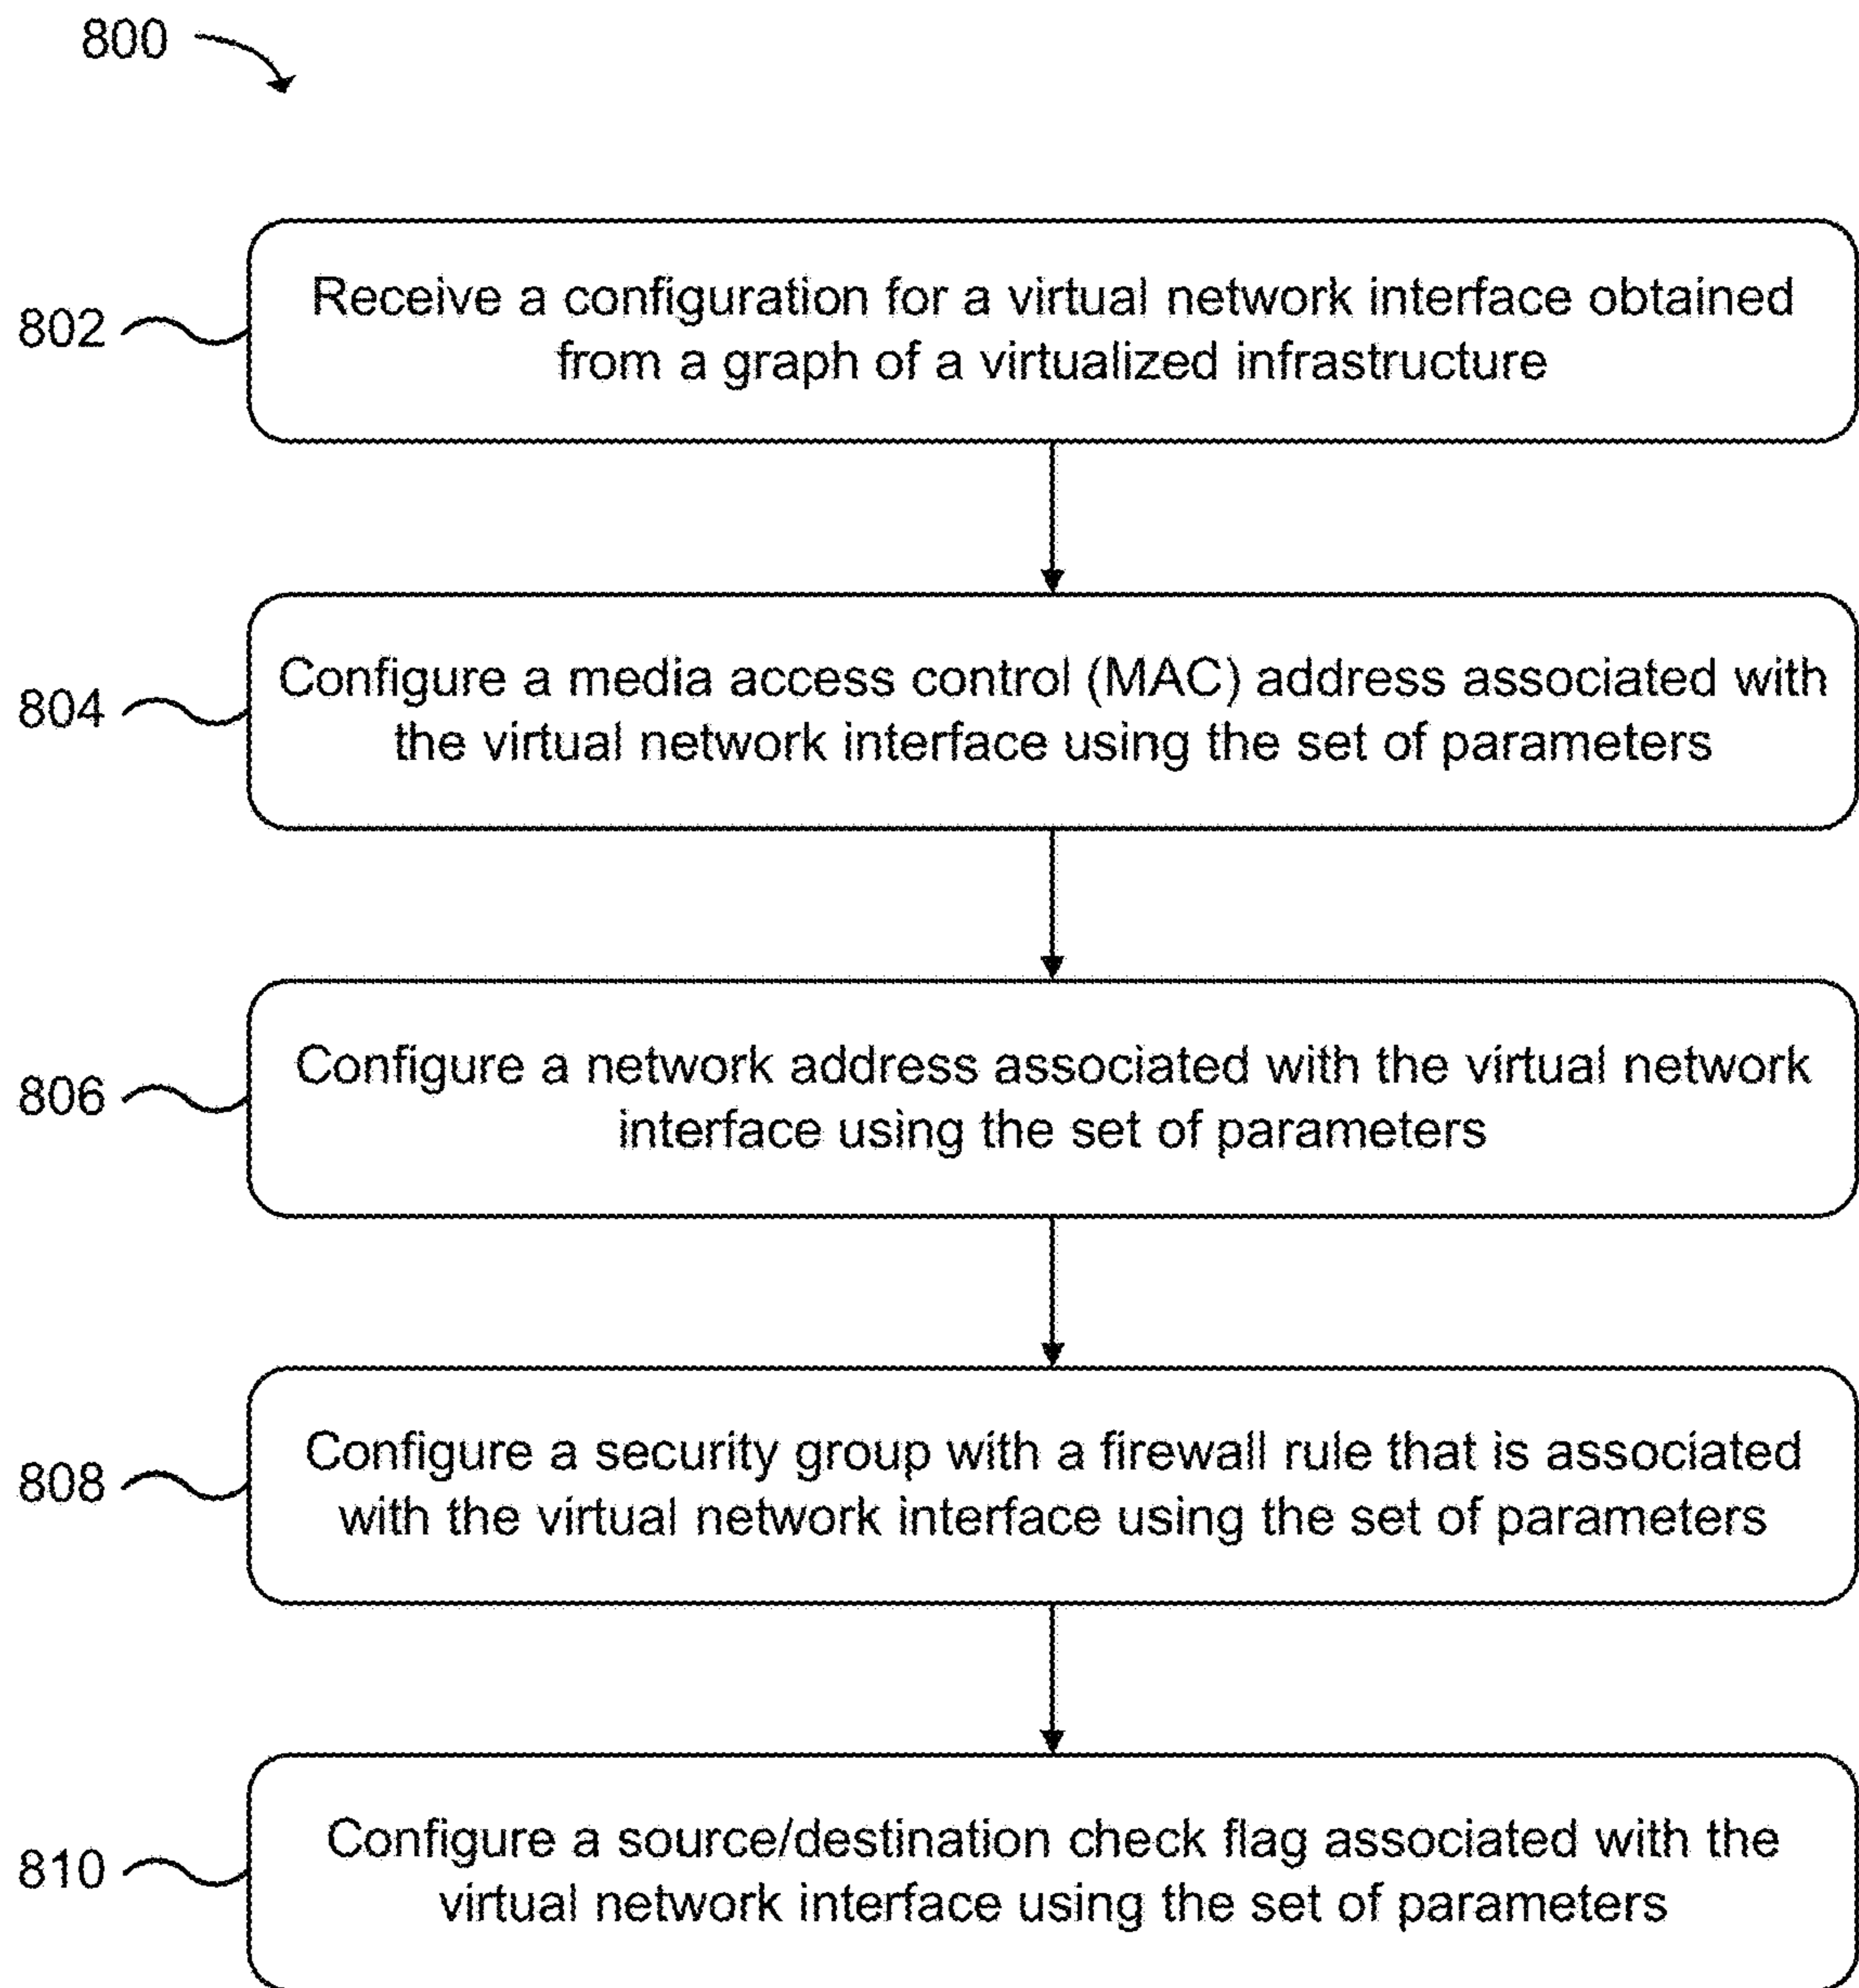 800
802
Receive a configuration for a virtual network interface obtained
from a graph of a virtualized infrastructure
804
Configure a media access control (MAC) address associated with
the virtual network interface using the set of parameters
806
Configure a network address associated with the virtual network
interface using the set of parameters
808
Configure a security group with a firewall rule that is associated
with the virtual network interface using the set of parameters
810
Configure a source/destination check flag associated with the
virtual network interface using the set of parameters